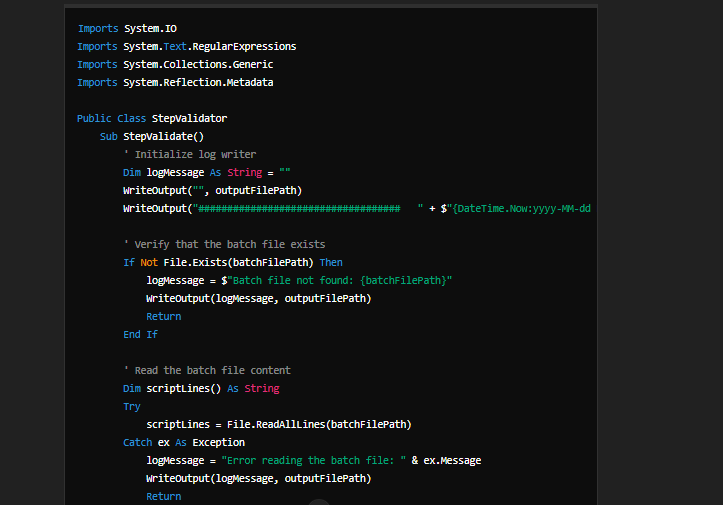 Imports System.IO
Imports System.Text.RegularExpressions
Imports System.Collections.Generic
Imports System.Reflection.Metadata
Public Class StepValidator
Sub StepValidate()
' Initialize log writer
Dim logMessage As String = ""
WriteOutput("", outputFilePath)
WriteOutput("###################################   " + $"{DateTime.Now:yyyy-MM-dd
' Verify that the batch file exists
If Not File.Exists(batchFilePath) Then
logMessage = $"Batch file not found: {batchFilePath}"
WriteOutput(logMessage, outputFilePath)
Return
End If
' Read the batch file content
Dim scriptLines() As String
Try
scriptLines = File.ReadAllLines(batchFilePath)
Catch ex As Exception
logMessage = "Error reading the batch file: " & ex.Message
WriteOutput(logMessage, outputFilePath)
Return